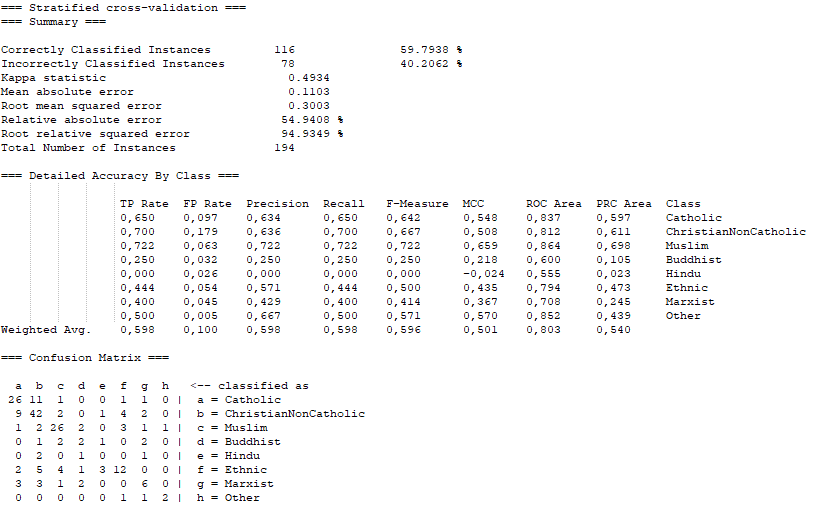 === Stratified cross-validation ===
=== Summary ===
Correctly Classified Instances 116 59.7938 %
Incorrectly Classified Instances 78 40.2062 %
Kappa statistic 0.4934
Mean absolute error 0.1103
Root mean squared error 0.3003
Relative absolute error 54.9408 %
Root relative squared error 94.9349 %
Total Number of Instances 194
=== Detailed Accuracy By Class ===
TP Rate FP Rate Precision Recall F-Measure MCC ROC Area PRC Area Class
0,650 0,097 0,634 0,650 0,642 0,548 0,837 0,597 Catholic
0,700 0,179 0,636 0,700 0,667 0,508 0,812 0,611 ChristianNonCatholic
0,722 0,063 0,722 0,722 0,722 0,659 0,864 0,698 Muslim
0,250 0,032 0,250 0,250 0,250 0,218 0,600 0,105 Buddhist
0,000 0,026 0,000 0,000 0,000 -0,024 0,555 0,023 Hindu
0,444 0,054 0,571 0,444 0,500 0,435 0,794 0,473 Ethnic
0,400 0,045 0,429 0,400 0,414 0,367 0,708 0,245 Marxist
0,500 0,005 0,667 0,500 0,571 0,570 0,852 0,439 Other
Weighted Avg. 0,598 0,100 0,598 0,598 0,596 0,501 0,803 0,540
=== Confusion Matrix ===
a b c d e f g h <-- classified as
26 11 1 0 0 1 1 0 | a = Catholic
9 42 2 0 1 4 2 0 | b = ChristianNonCatholic
1 2 26 2 0 3 1 1 | c = Muslim
0 1 2 2 1 0 2 0 | d = Buddhist
0 2 0 1 0 0 1 0 | e = Hindu
2 5 4 1 3 12 0 0 | f = Ethnic
3 3 1 2 0 0 6 0 | g = Marxist
0 0 0 0 0 1 1 2 | h = Other